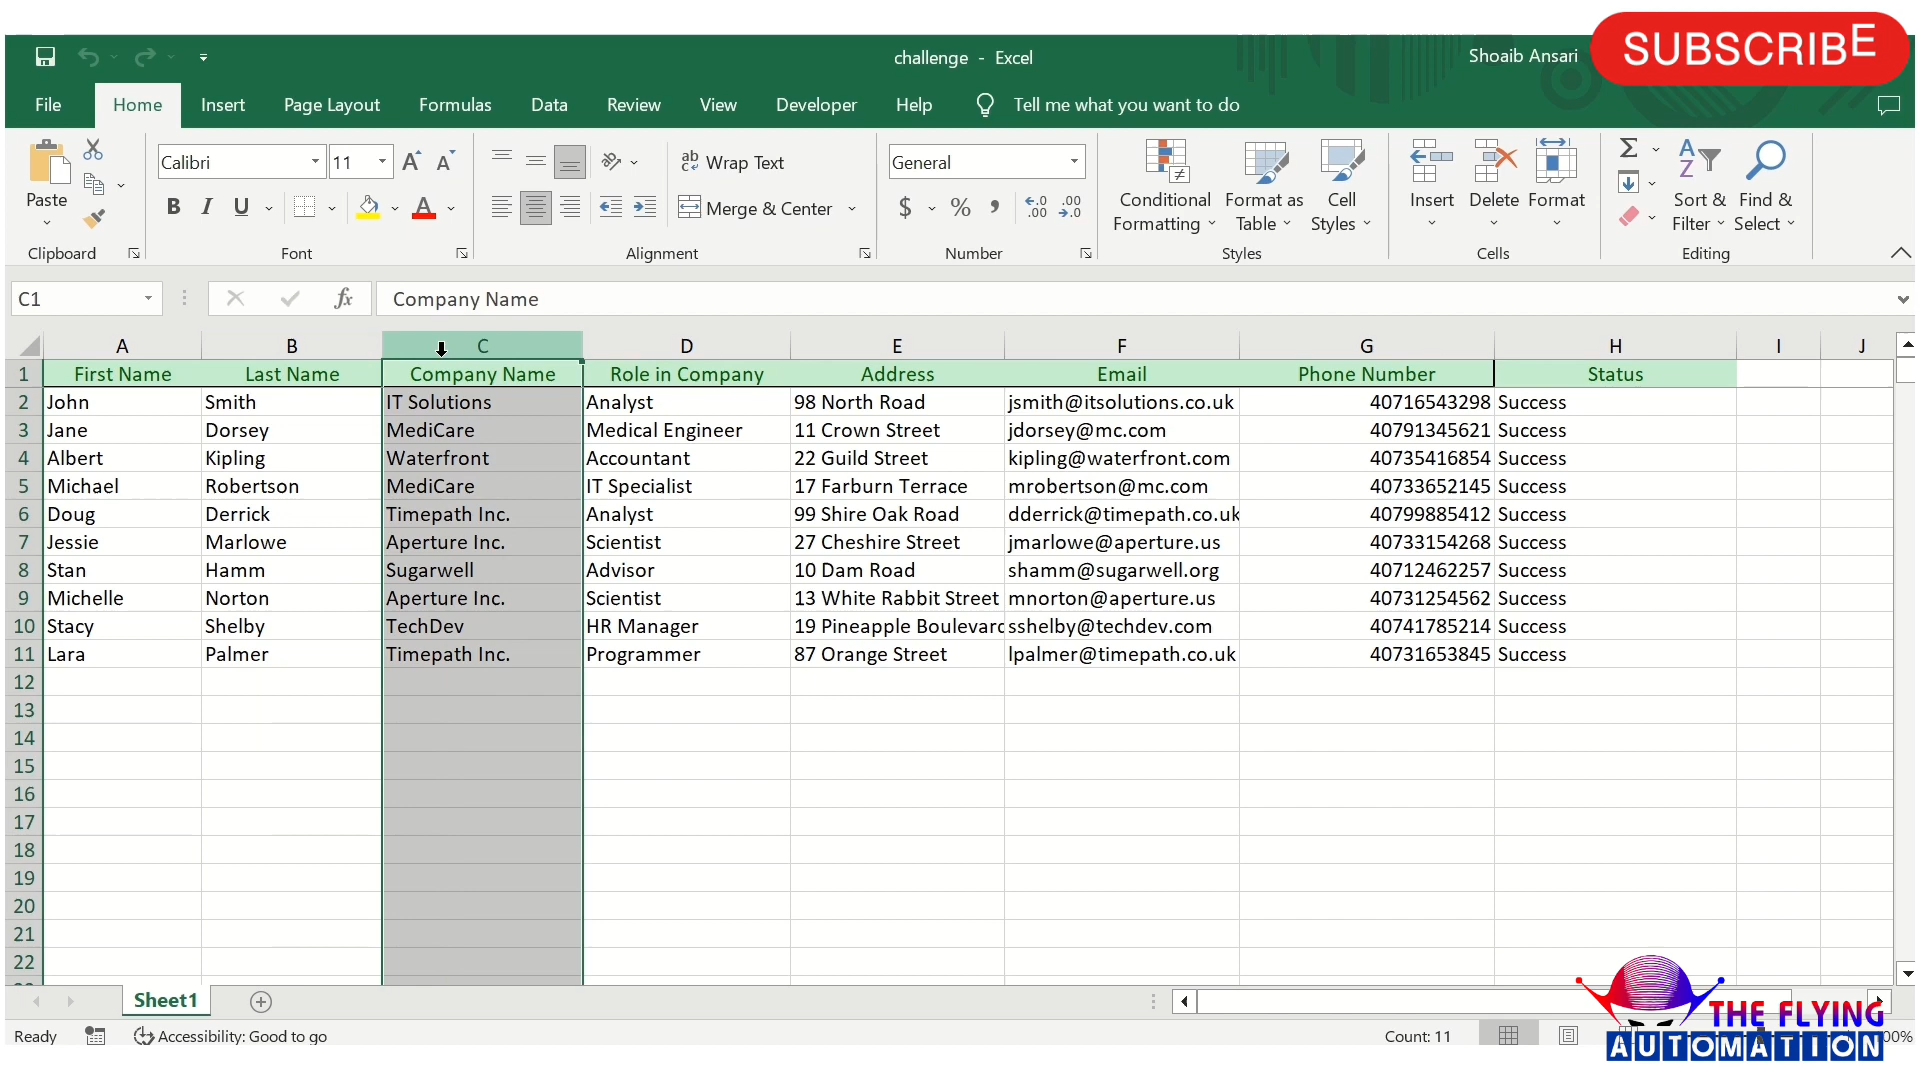 SUBSCRIBE
challenge - Excel
Shoaib Ansari
File Home Insert Page Layout Formulas Data Review View Developer Help Tell me what you want to do
Paste
Calibri 11
B I U A
ab Wrap Text
Merge & Center
General
$ % ,
Conditional Formatting
Format as Table
Cell Styles
Insert Delete Format
Sort & Filter
Find & Select
Clipboard Font Alignment Number Styles Cells Editing
C1 fx Company Name
A B C D E F G H I J
1 First Name Last Name Company Name Role in Company Address Email Phone Number Status
2 John Smith IT Solutions Analyst 98 North Road jsmith@itsolutions.co.uk 40716543298 Success
3 Jane Dorsey MediCare Medical Engineer 11 Crown Street jdorsey@mc.com 40791345621 Success
4 Albert Kipling Waterfront Accountant 22 Guild Street kipling@waterfront.com 40735416854 Success
5 Michael Robertson MediCare IT Specialist 17 Farburn Terrace mrobertson@mc.com 40733652145 Success
6 Doug Derrick Timepath Inc. Analyst 99 Shire Oak Road dderrick@timepath.co.uk 40799885412 Success
7 Jessie Marlowe Aperture Inc. Scientist 27 Cheshire Street jmarlowe@aperture.us 40733154268 Success
8 Stan Hamm Sugarwell Advisor 10 Dam Road shamm@sugarwell.org 40712462257 Success
9 Michelle Norton Aperture Inc. Scientist 13 White Rabbit Street mnorton@aperture.us 40731254562 Success
10 Stacy Shelby TechDev HR Manager 19 Pineapple Boulevard sshelby@techdev.com 40741785214 Success
11 Lara Palmer Timepath Inc. Programmer 87 Orange Street lpalmer@timepath.co.uk 40731653845 Success
12
13
14
15
16
17
18
19
20
21
22
Sheet1
Ready Accessibility: Good to go Count: 11
THE FLYING
AUTOMATION